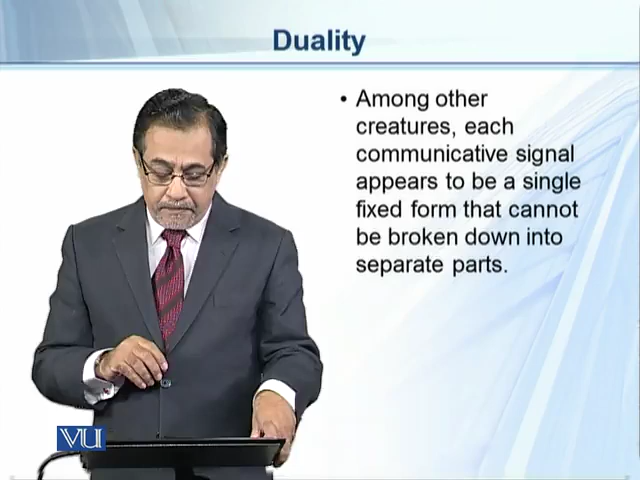 Duality
• Among other
creatures, each
communicative signal
appears to be a single
fixed form that cannot
be broken down into
separate parts.
VU